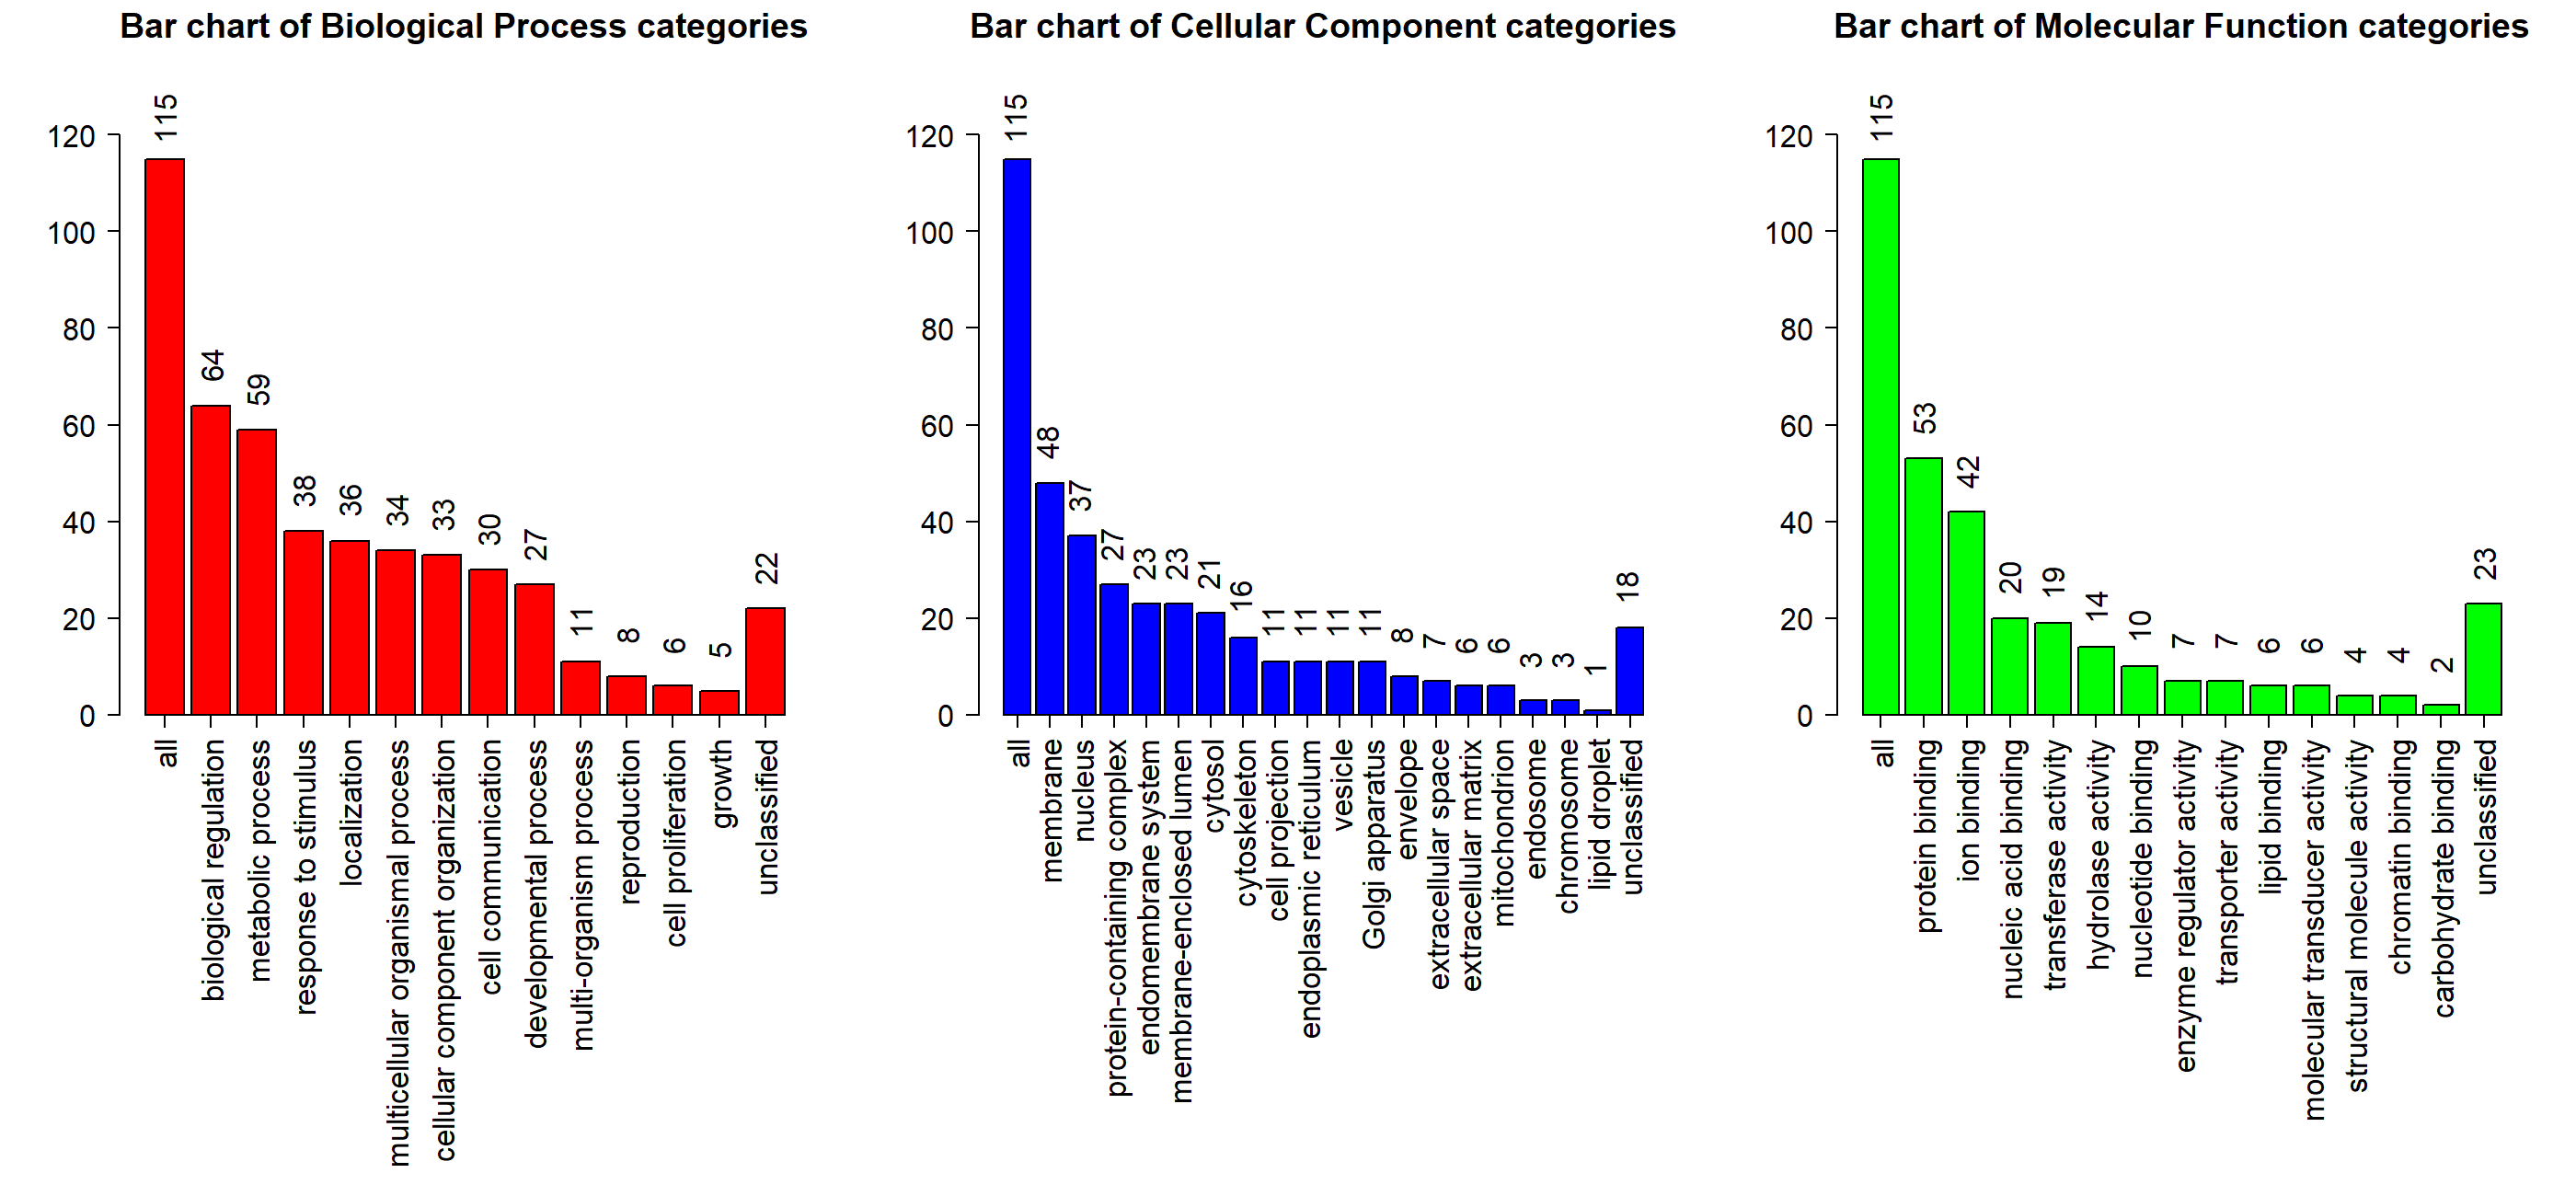 Bar chart of Biological Process categories
120
100
80
60
40
20
0
115
64
59
38
36
34
33
30
27
11
8
6
5
22
all
biological regulation
metabolic process
response to stimulus
localization
multicellular organismal process
cellular component organization
cell communication
developmental process
multi-organism process
reproduction
cell proliferation
growth
unclassified
Bar chart of Cellular Component categories
120
100
80
60
40
20
0
115
48
37
27
23
23
21
16
11
11
11
11
8
7
6
6
3
3
1
18
all
membrane
nucleus
protein-containing complex
endomembrane system
membrane-enclosed lumen
cytosol
cytoskeleton
cell projection
endoplasmic reticulum
vesicle
Golgi apparatus
envelope
extracellular space
extracellular matrix
mitochondrion
endosome
chromosome
lipid droplet
unclassified
Bar chart of Molecular Function categories
120
100
80
60
40
20
0
115
53
42
20
19
14
10
7
7
6
6
4
4
2
23
all
protein binding
ion binding
nucleic acid binding
transferase activity
hydrolase activity
nucleotide binding
enzyme regulator activity
transporter activity
lipid binding
molecular transducer activity
structural molecule activity
chromatin binding
carbohydrate binding
unclassified